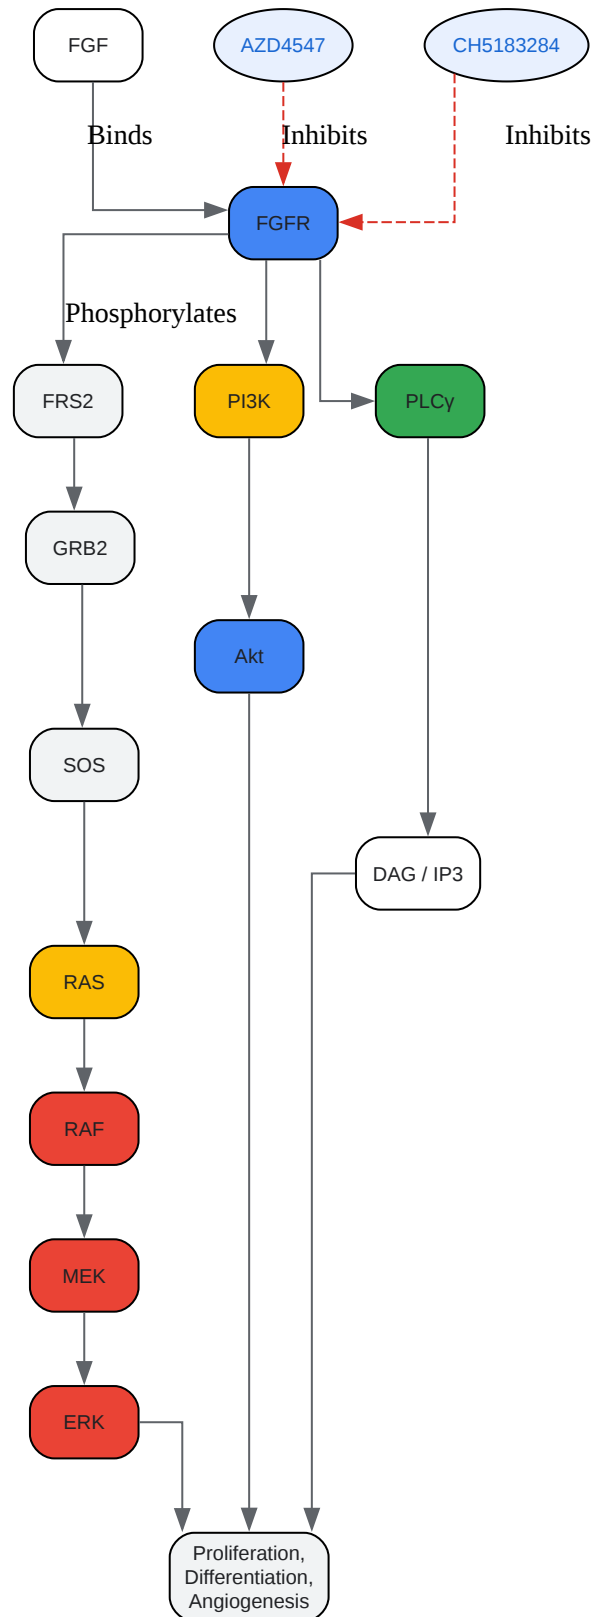 FGF
AZD4547
CH5183284
Binds
Inhibits
Inhibits
FGFR
Phosphorylates
FRS2
PI3K
PLCγ
GRB2
Akt
SOS
DAG / IP3
RAS
RAF
MEK
ERK
Proliferation,
Differentiation,
Angiogenesis